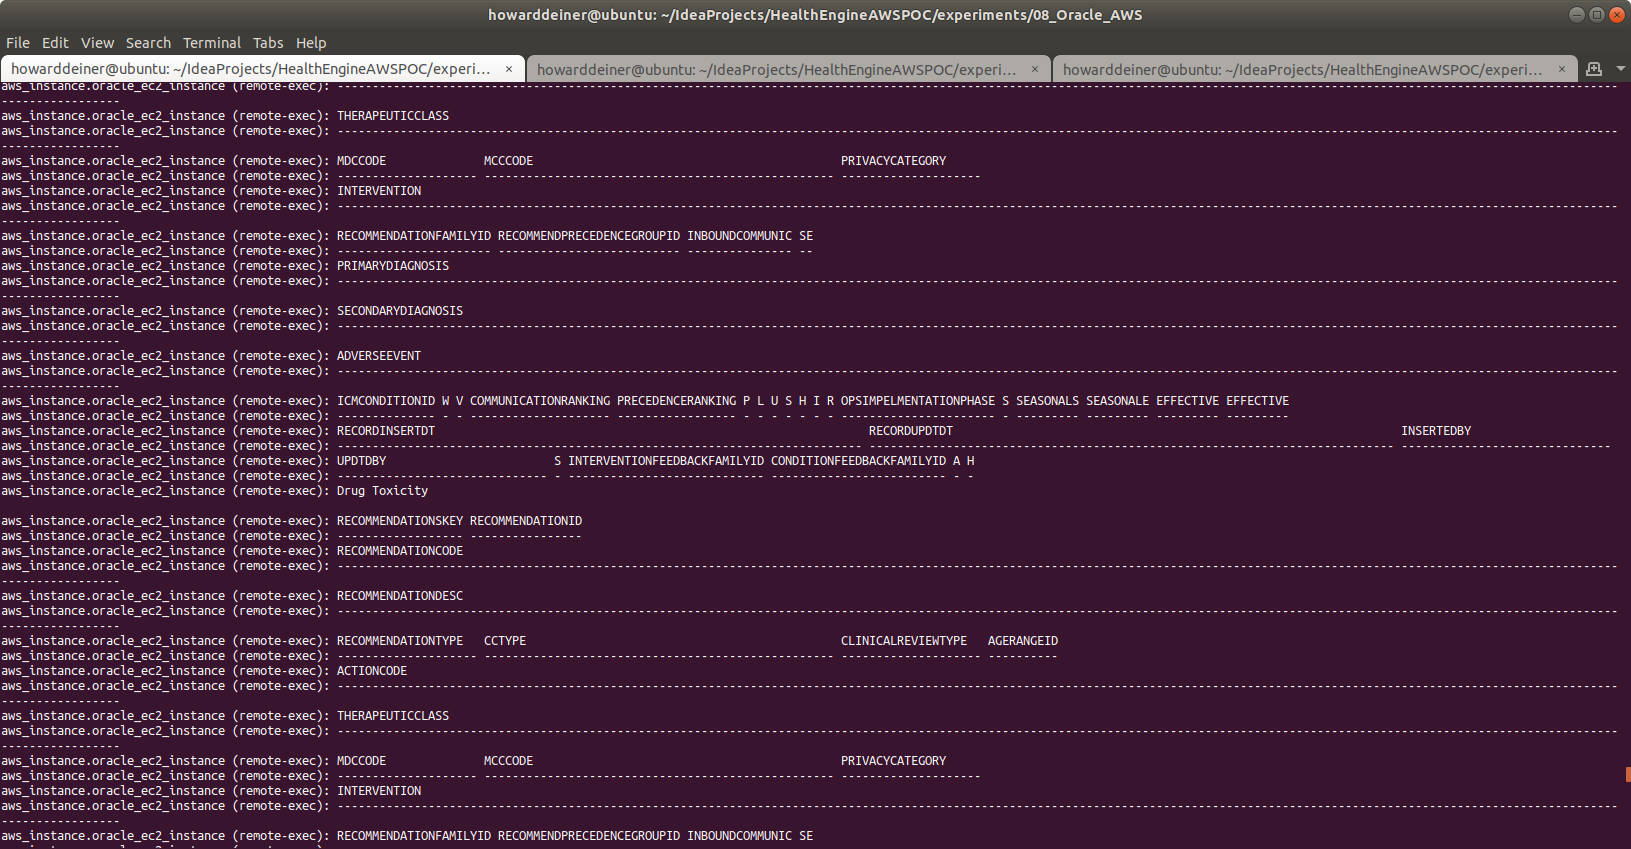 howarddeiner@ubuntu: ~/IdeaProjects/HealthEngineAWSPOC/experiments/08_Oracle_AWS
File Edit View Search Terminal Tabs Help
howarddeiner@ubuntu: ~/IdeaProjects/HealthEngineAWSPOC/experi... × howarddeiner@ubuntu: ~/IdeaProjects/HealthEngineAWSPOC/experi... × howarddeiner@ubuntu: ~/IdeaProjects/HealthEngineAWSPOC/experi... ×
aws_instance.oracle_ec2_instance (remote-exec): ---------------------------------------------------------------------------------------------------------------------------------------------------------------------------------------
-----------------
aws_instance.oracle_ec2_instance (remote-exec): THERAPEUTICCLASS
aws_instance.oracle_ec2_instance (remote-exec): ---------------------------------------------------------------------------------------------------------------------------------------------------------------------------------------
-----------------
aws_instance.oracle_ec2_instance (remote-exec): MDCCODE MCCCODE PRIVACYCATEGORY
aws_instance.oracle_ec2_instance (remote-exec): -------------------- -------------------------------------------------- --------------------
aws_instance.oracle_ec2_instance (remote-exec): INTERVENTION
aws_instance.oracle_ec2_instance (remote-exec): ---------------------------------------------------------------------------------------------------------------------------------------------------------------------------------------
-----------------
aws_instance.oracle_ec2_instance (remote-exec): RECOMMENDATIONFAMILYID RECOMMENDPRECEDENCEGROUPID INBOUNDCOMMUNIC SE
aws_instance.oracle_ec2_instance (remote-exec): ---------------------- -------------------------- --------------- --
aws_instance.oracle_ec2_instance (remote-exec): PRIMARYDIAGNOSIS
aws_instance.oracle_ec2_instance (remote-exec): ---------------------------------------------------------------------------------------------------------------------------------------------------------------------------------------
-----------------
aws_instance.oracle_ec2_instance (remote-exec): SECONDARYDIAGNOSIS
aws_instance.oracle_ec2_instance (remote-exec): ---------------------------------------------------------------------------------------------------------------------------------------------------------------------------------------
-----------------
aws_instance.oracle_ec2_instance (remote-exec): ADVERSEEVENT
aws_instance.oracle_ec2_instance (remote-exec): ---------------------------------------------------------------------------------------------------------------------------------------------------------------------------------------
-----------------
aws_instance.oracle_ec2_instance (remote-exec): ICMCONDITIONID W V COMMUNICATIONRANKING PRECEDENCERANKING P L U S H I R OPSIMPELMENTATIONPHASE S SEASONALS SEASONALE EFFECTIVE EFFECTIVE
aws_instance.oracle_ec2_instance (remote-exec): -------------- - - -------------------- ----------------- - - - - - - - ---------------------- - --------- --------- --------- ---------
aws_instance.oracle_ec2_instance (remote-exec): RECORDINSERTDT RECORDUPDTDT INSERTEDBY
aws_instance.oracle_ec2_instance (remote-exec): --------------------------------------------------------------------------- --------------------------------------------------------------------------- ------------------------------
aws_instance.oracle_ec2_instance (remote-exec): UPDTDBY S INTERVENTIONFEEDBACKFAMILYID CONDITIONFEEDBACKFAMILYID A H
aws_instance.oracle_ec2_instance (remote-exec): ------------------------------ - ---------------------------- ------------------------- - -
aws_instance.oracle_ec2_instance (remote-exec): Drug Toxicity
aws_instance.oracle_ec2_instance (remote-exec): RECOMMENDATIONSKEY RECOMMENDATIONID
aws_instance.oracle_ec2_instance (remote-exec): ------------------ ----------------
aws_instance.oracle_ec2_instance (remote-exec): RECOMMENDATIONCODE
aws_instance.oracle_ec2_instance (remote-exec): ---------------------------------------------------------------------------------------------------------------------------------------------------------------------------------------
-----------------
aws_instance.oracle_ec2_instance (remote-exec): RECOMMENDATIONDESC
aws_instance.oracle_ec2_instance (remote-exec): ---------------------------------------------------------------------------------------------------------------------------------------------------------------------------------------
-----------------
aws_instance.oracle_ec2_instance (remote-exec): RECOMMENDATIONTYPE CCTYPE CLINICALREVIEWTYPE AGERANGEID
aws_instance.oracle_ec2_instance (remote-exec): -------------------- -------------------------------------------------- -------------------- ----------
aws_instance.oracle_ec2_instance (remote-exec): ACTIONCODE
aws_instance.oracle_ec2_instance (remote-exec): ---------------------------------------------------------------------------------------------------------------------------------------------------------------------------------------
-----------------
aws_instance.oracle_ec2_instance (remote-exec): THERAPEUTICCLASS
aws_instance.oracle_ec2_instance (remote-exec): ---------------------------------------------------------------------------------------------------------------------------------------------------------------------------------------
-----------------
aws_instance.oracle_ec2_instance (remote-exec): MDCCODE MCCCODE PRIVACYCATEGORY
aws_instance.oracle_ec2_instance (remote-exec): -------------------- -------------------------------------------------- --------------------
aws_instance.oracle_ec2_instance (remote-exec): INTERVENTION
aws_instance.oracle_ec2_instance (remote-exec): ---------------------------------------------------------------------------------------------------------------------------------------------------------------------------------------
-----------------
aws_instance.oracle_ec2_instance (remote-exec): RECOMMENDATIONFAMILYID RECOMMENDPRECEDENCEGROUPID INBOUNDCOMMUNIC SE